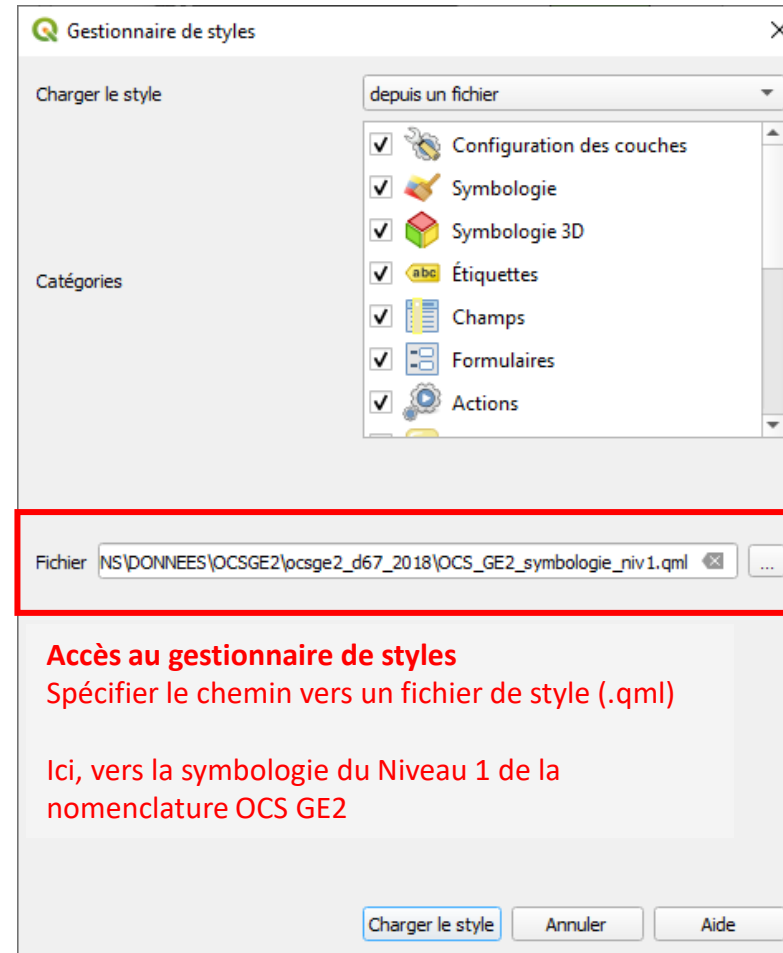 Gestionnaire de styles
Charger le style
depuis un fichier
Configuration des couches
Symbologie
Symbologie 3D
Catégories
abc Étiquettes
Champs
Formulaires
Actions
Fichier NS\DONNEES\OCSGE2\ocsge2_d67_2018\OCS_GE2_symbologie_niv1.qml ...
Accès au gestionnaire de styles
Spécifier le chemin vers un fichier de style (.qml)
Ici, vers la symbologie du Niveau 1 de la
nomenclature OCS GE2
Charger le style Annuler Aide